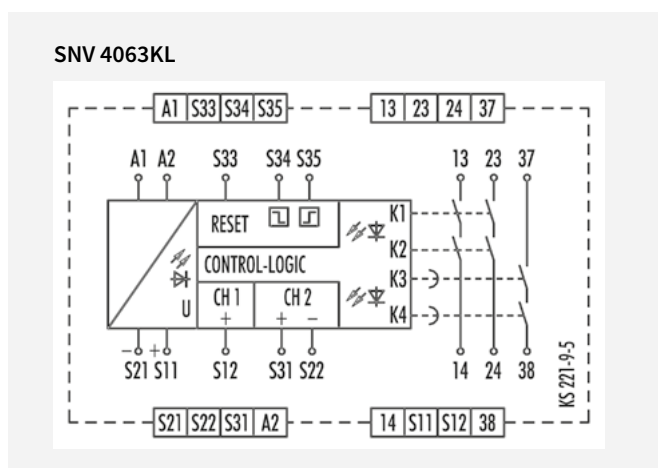 SNV 4063KL
A1 S33 S34 S35 13 23 24 37
A1 A2 S33 S34 S35 13 23 37
RESET K1
K2
CONTROL-LOGIC
K3
CH 1 CH 2
U + + - K4
- +
S21 S11 S12 S31 S22 14 24 38
KS 221-9-5
S21 S22 S31 A2 14 S11 S12 38